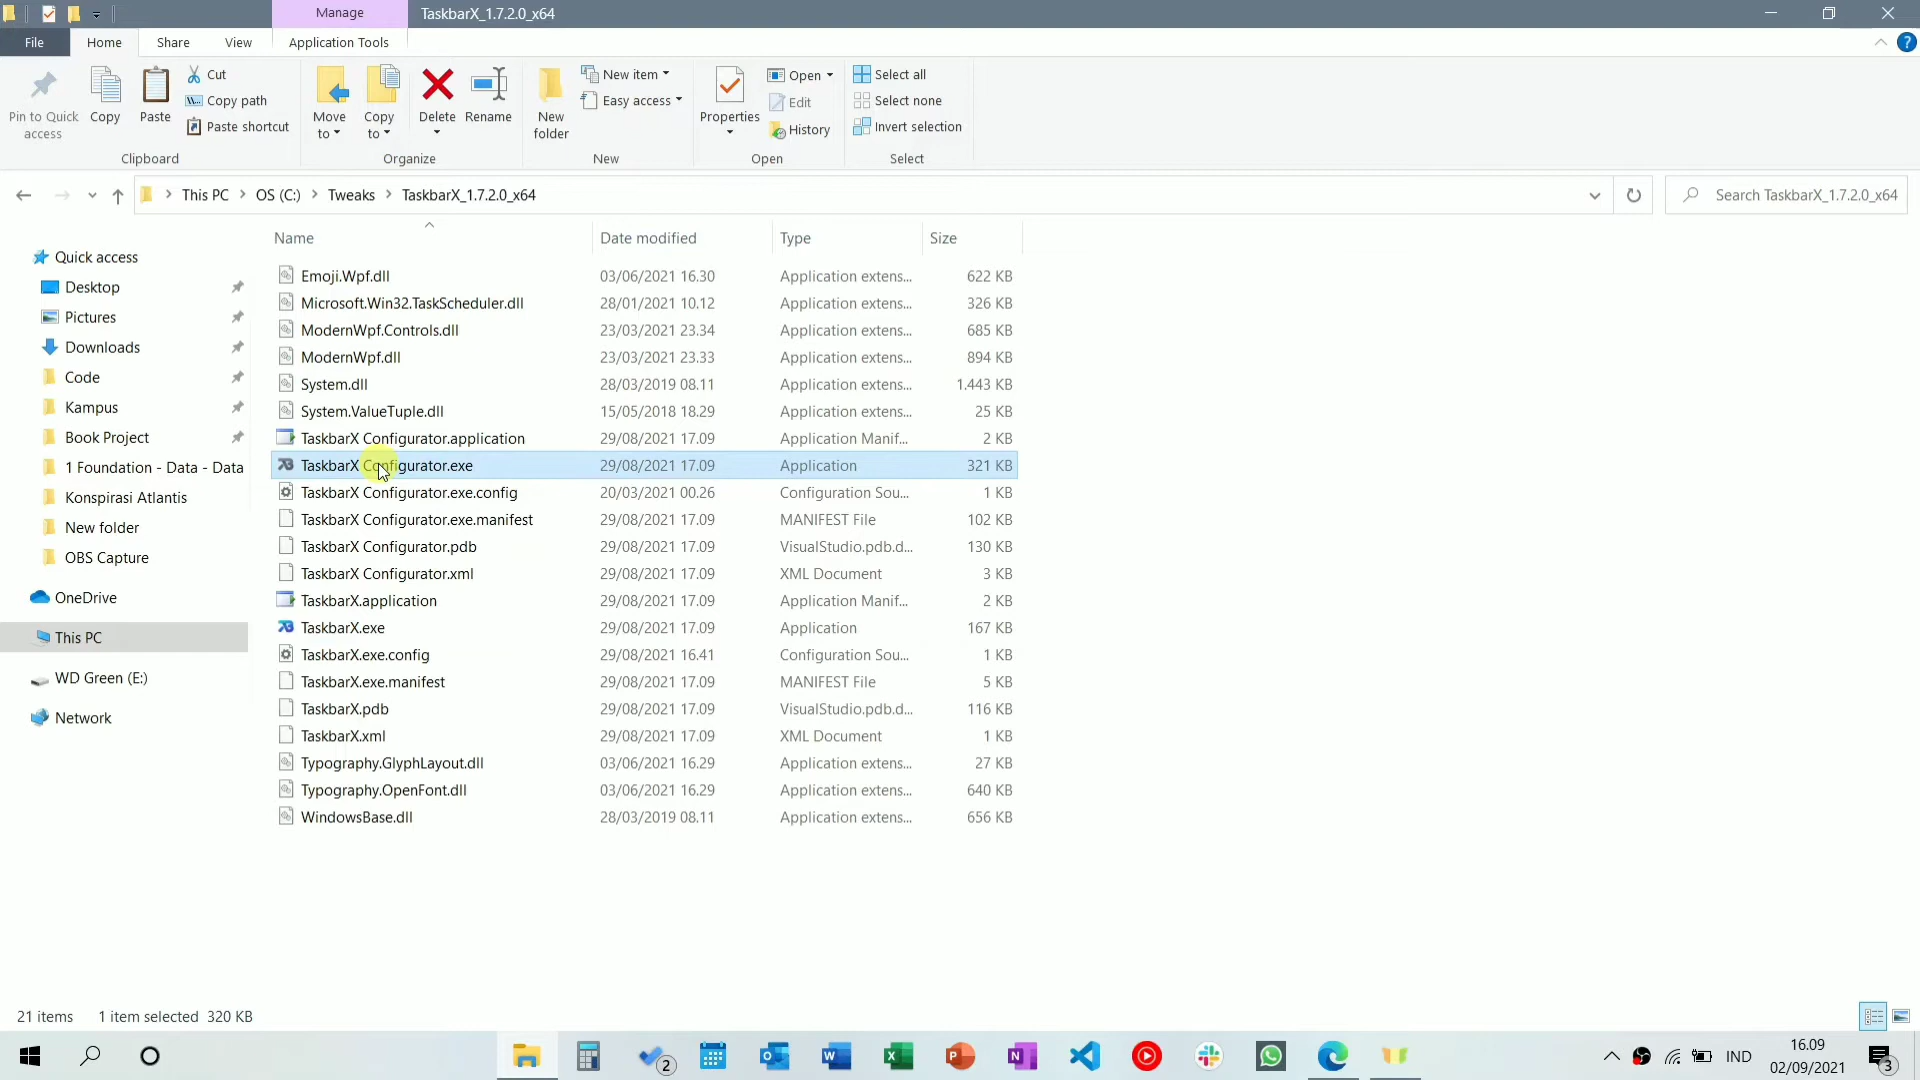 Manage
TaskbarX_1.7.2.0_x64
File
Home
Share
View
Application Tools
?
Pin to Quick
access
Copy
Paste
Cut
Copy path
Paste shortcut
Clipboard
Move
to
Copy
to
Delete
Rename
Organize
New
folder
New item
Easy access
New
Properties
Open
Edit
History
Open
Select all
Select none
Invert selection
Select
This PC
OS (C:)
Tweaks
TaskbarX_1.7.2.0_x64
Search TaskbarX_1.7.2.0_x64
Quick access
Desktop
Pictures
Downloads
Code
Kampus
Book Project
1 Foundation - Data - Data
Konspirasi Atlantis
New folder
OBS Capture
OneDrive
This PC
WD Green (E:)
Network
Name Date modified Type Size
Emoji.Wpf.dll 03/06/2021 16.30 Application extens... 622 KB
Microsoft.Win32.TaskScheduler.dll 28/01/2021 10.12 Application extens... 326 KB
ModernWpf.Controls.dll 23/03/2021 23.34 Application extens... 685 KB
ModernWpf.dll 23/03/2021 23.33 Application extens... 894 KB
System.dll 28/03/2019 08.11 Application extens... 1.443 KB
System.ValueTuple.dll 15/05/2018 18.29 Application extens... 25 KB
TaskbarX Configurator.application 29/08/2021 17.09 Application Manif... 2 KB
TaskbarX Configurator.exe 29/08/2021 17.09 Application 321 KB
TaskbarX Configurator.exe.config 20/03/2021 00.26 Configuration Sou... 1 KB
TaskbarX Configurator.exe.manifest 29/08/2021 17.09 MANIFEST File 102 KB
TaskbarX Configurator.pdb 29/08/2021 17.09 VisualStudio.pdb.d... 130 KB
TaskbarX Configurator.xml 29/08/2021 17.09 XML Document 3 KB
TaskbarX.application 29/08/2021 17.09 Application Manif... 2 KB
TaskbarX.exe 29/08/2021 17.09 Application 167 KB
TaskbarX.exe.config 29/08/2021 16.41 Configuration Sou... 1 KB
TaskbarX.exe.manifest 29/08/2021 17.09 MANIFEST File 5 KB
TaskbarX.pdb 29/08/2021 17.09 VisualStudio.pdb.d... 116 KB
TaskbarX.xml 29/08/2021 17.09 XML Document 1 KB
Typography.GlyphLayout.dll 03/06/2021 16.29 Application extens... 27 KB
Typography.OpenFont.dll 03/06/2021 16.29 Application extens... 640 KB
WindowsBase.dll 28/03/2019 08.11 Application extens... 656 KB
21 items 1 item selected 320 KB
2
IND
16.09
02/09/2021
3